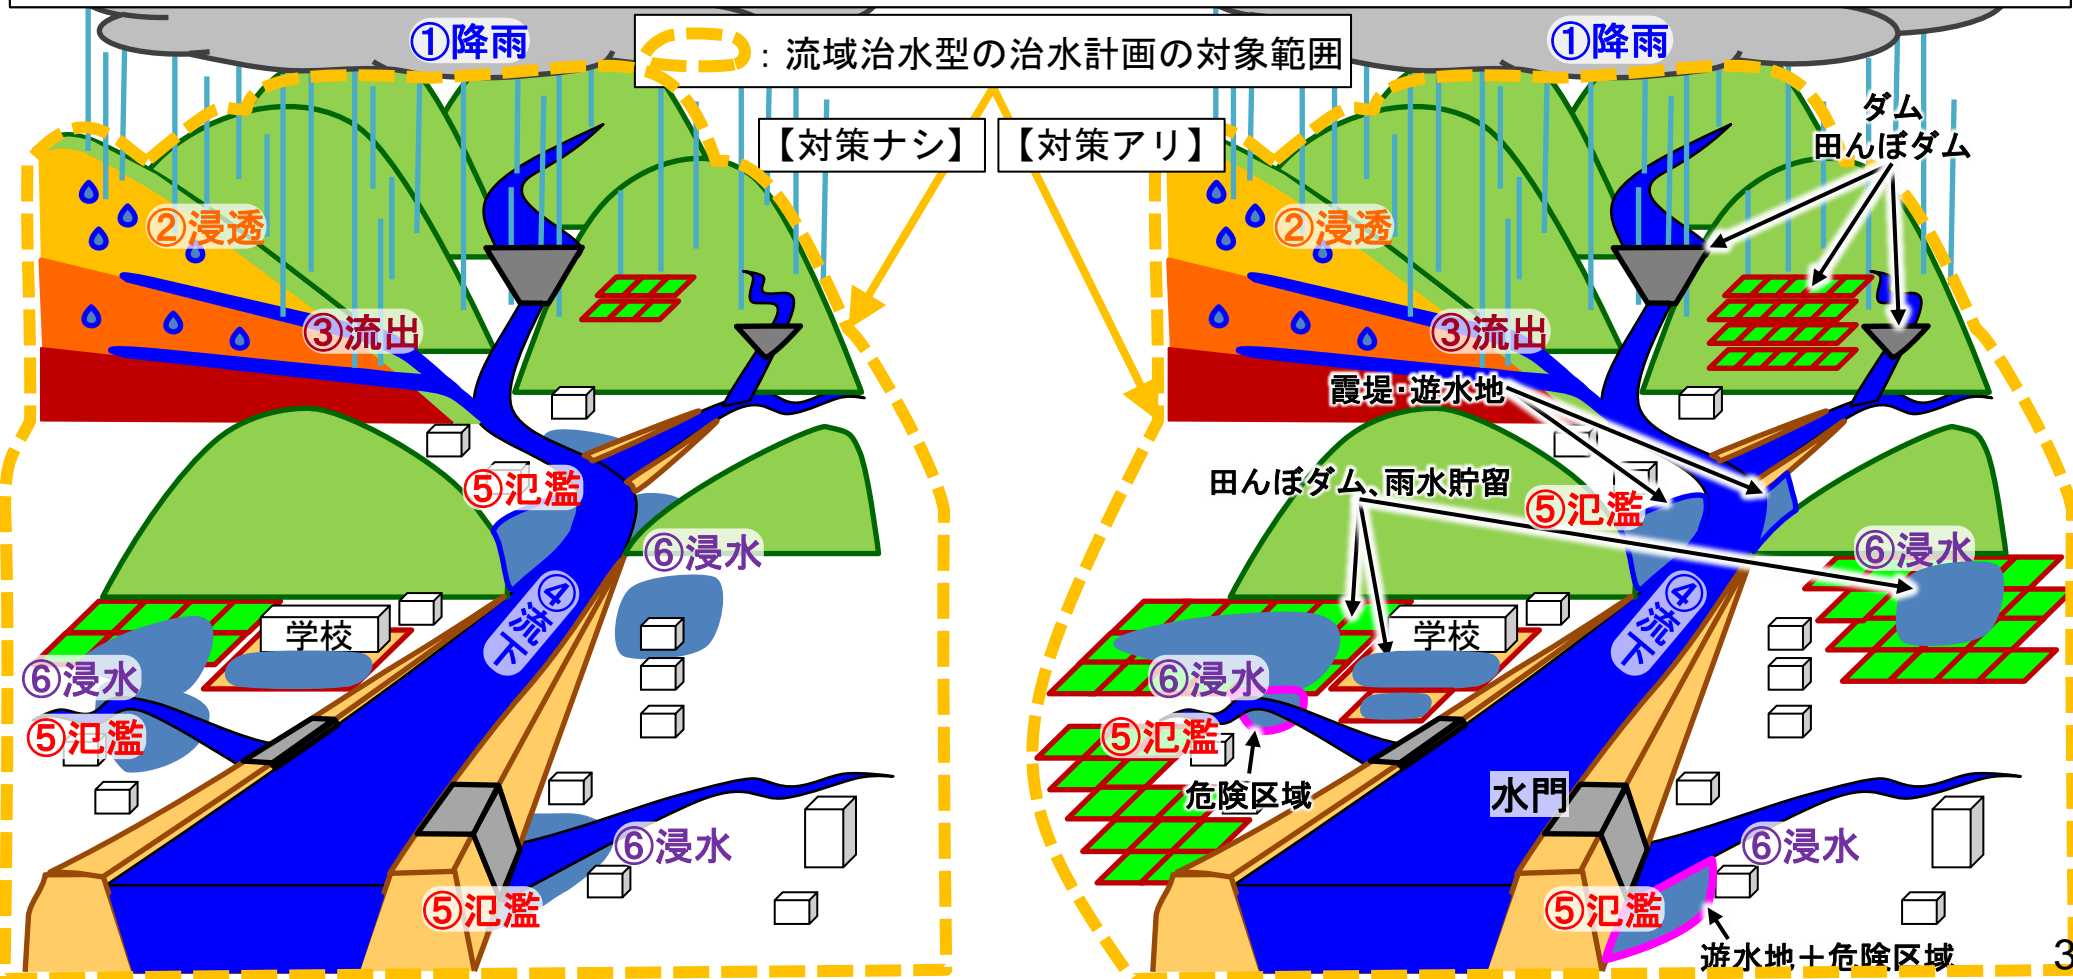 ①降雨
：流域治水型の治水計画の対象範囲
①降雨
【対策ナシ】
【対策アリ】
ダム
田んぼダム
②浸透
②浸透
③流出
③流出
霞堤・遊水地
⑤氾濫
田んぼダム、雨水貯留
⑤氾濫
⑥浸水
⑥浸水
④流下
④流下
学校
学校
⑥浸水
⑥浸水
⑤氾濫
⑤氾濫
危険区域
水門
⑥浸水
⑥浸水
⑤氾濫
⑤氾濫
遊水地＋危険区域
3